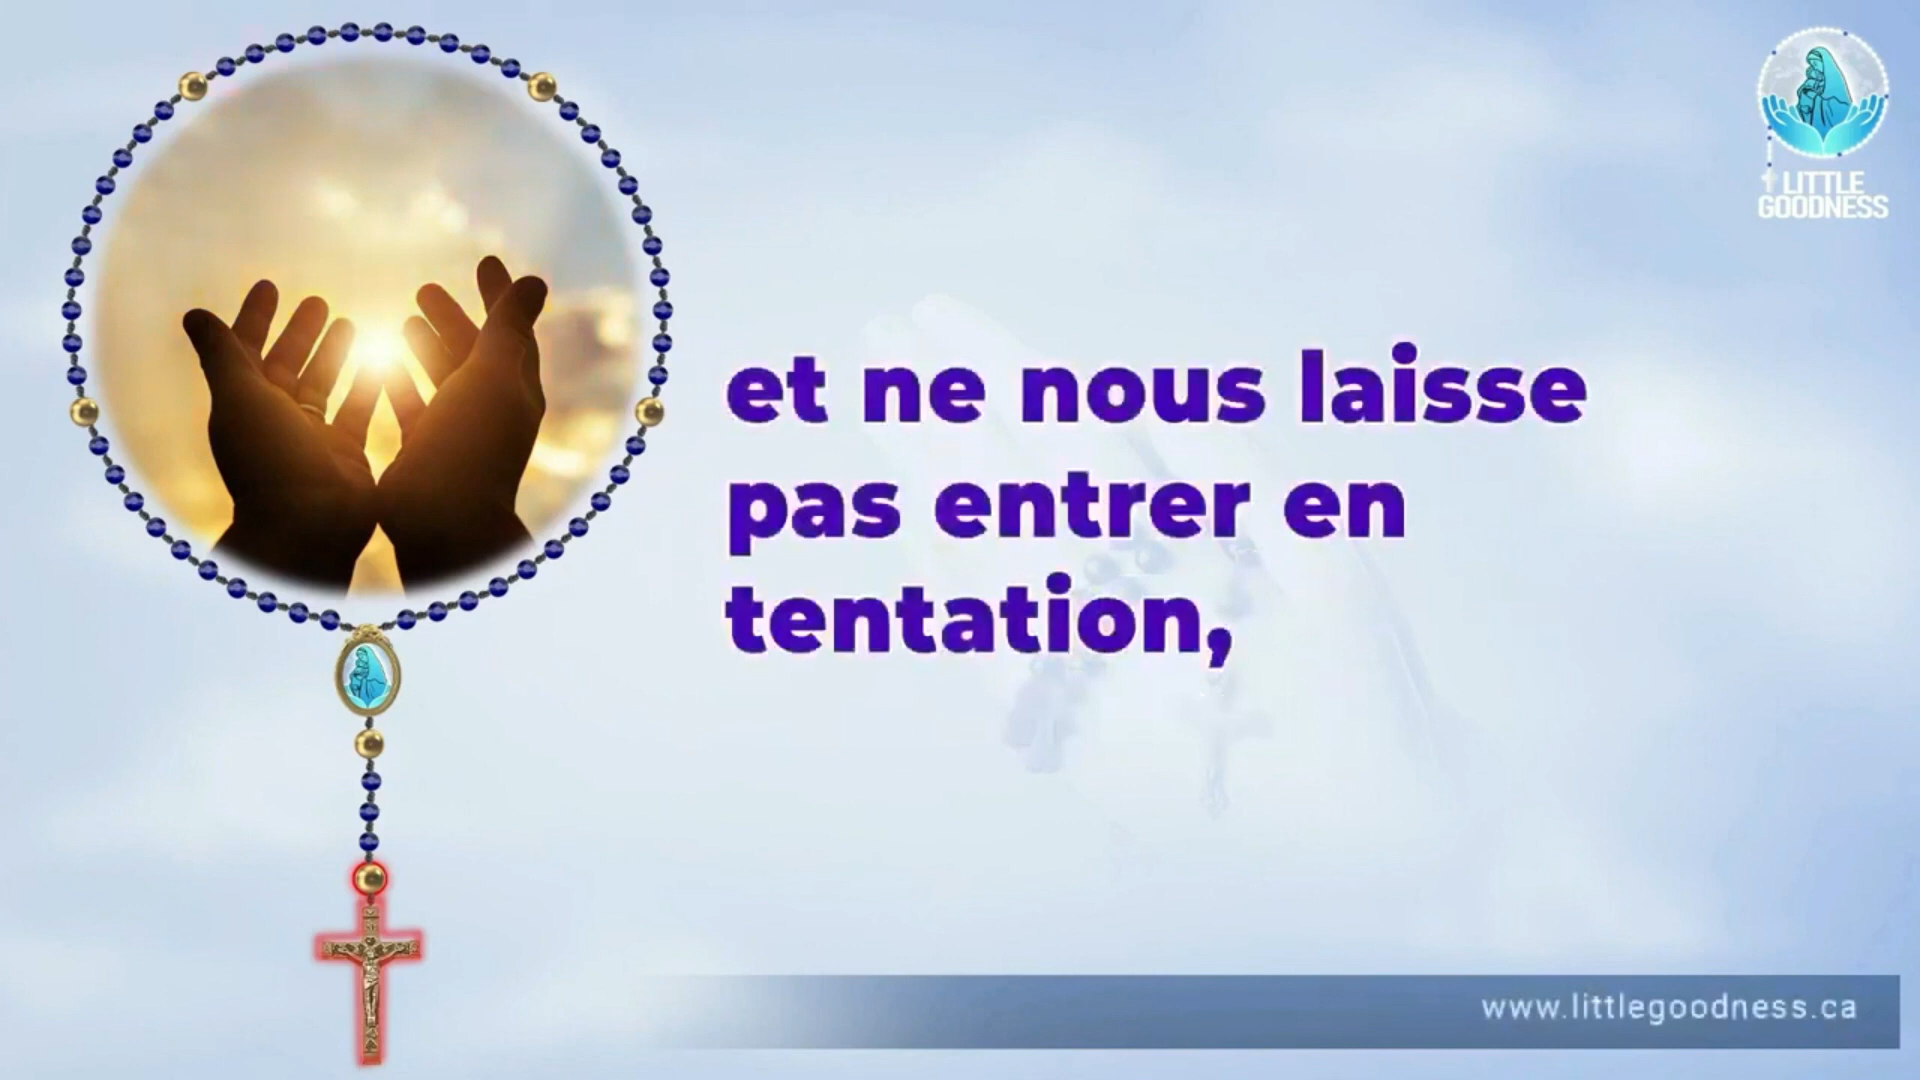 LITTLE
GOODNESS
et ne nous laisse
pas entrer en
tentation,
www.littlegoodness.ca